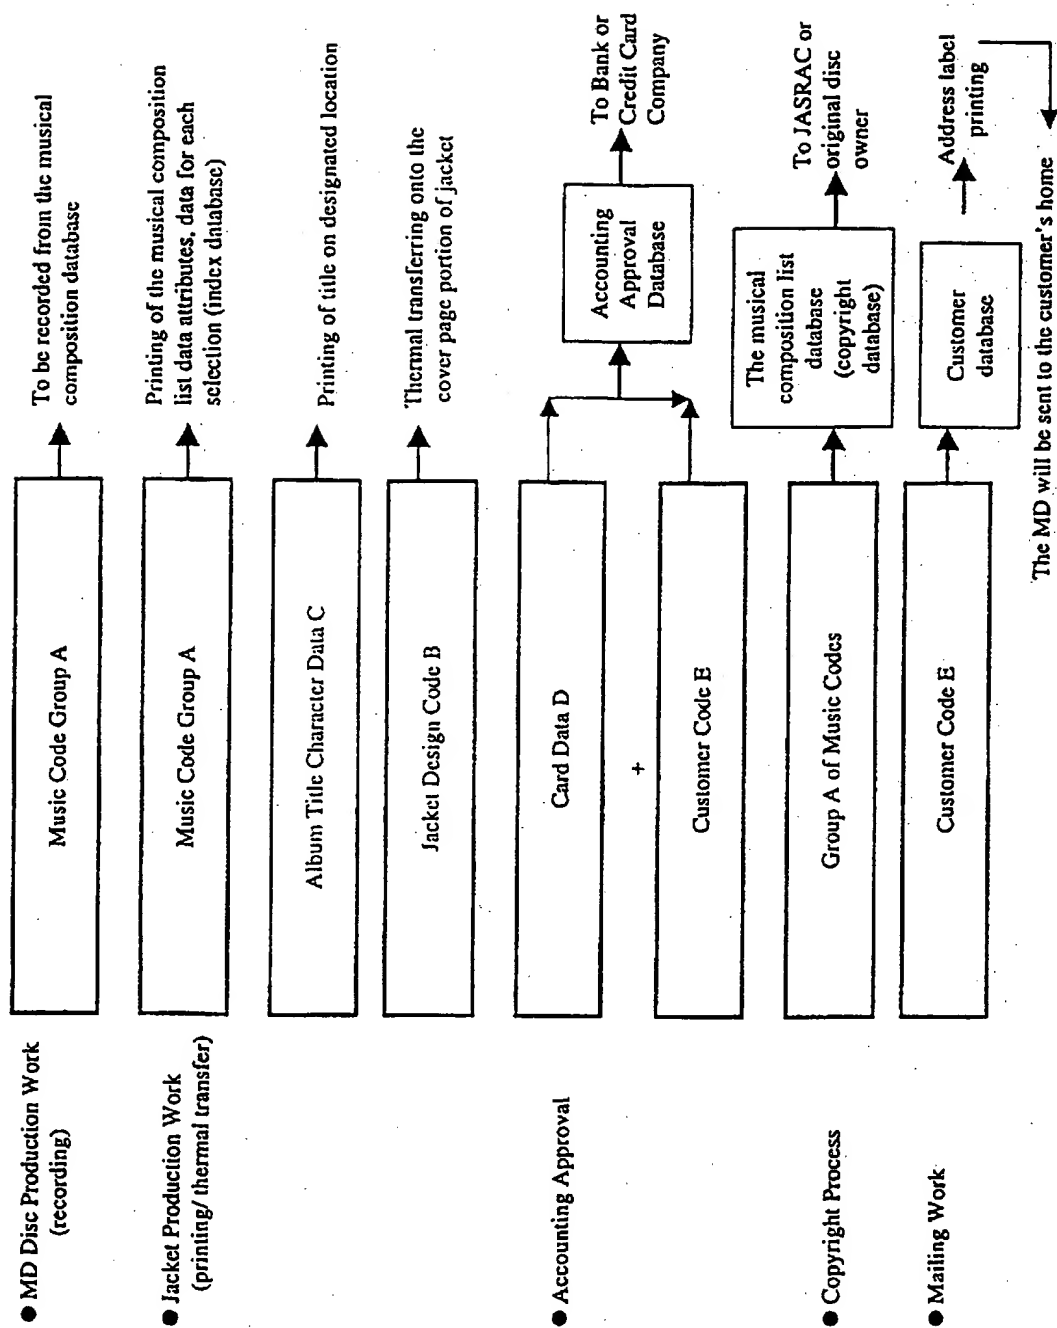 ● MD Disc Production Work
(recording)
Music Code Group A
To be recorded from the musical
composition database
● Jacket Production Work
(printing/ thermal transfer)
Music Code Group A
Printing of the musical composition
list data attributes, data for each
selection (index database)
Album Title Character Data C
Printing of title on designated location
Jacket Design Code B
Thermal transferring onto the
cover page portion of jacket
● Accounting Approval
Card Data D
+
Customer Code E
Accounting
Approval
Database
To Bank or
Credit Card
Company
● Copyright Process
Group A of Music Codes
The musical
composition list
database
(copyright
database)
To JASRAC or
original disc
owner
● Mailing Work
Customer Code E
Customer
database
Address label
printing
The MD will be sent to the customer's home